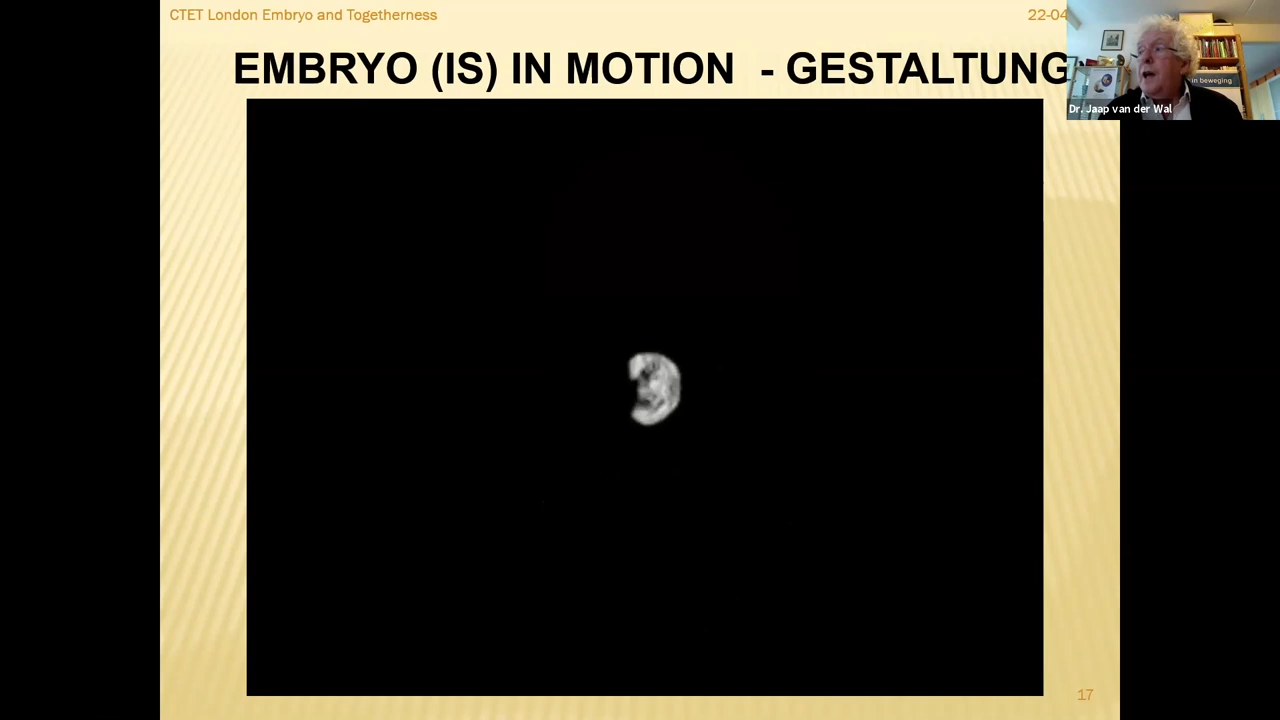 CTET London Embryo and Togetherness
22-04
EMBRYO (IS) IN MOTION - GESTALTUNG
in beweging
Dr. Jaap van der Wal
17